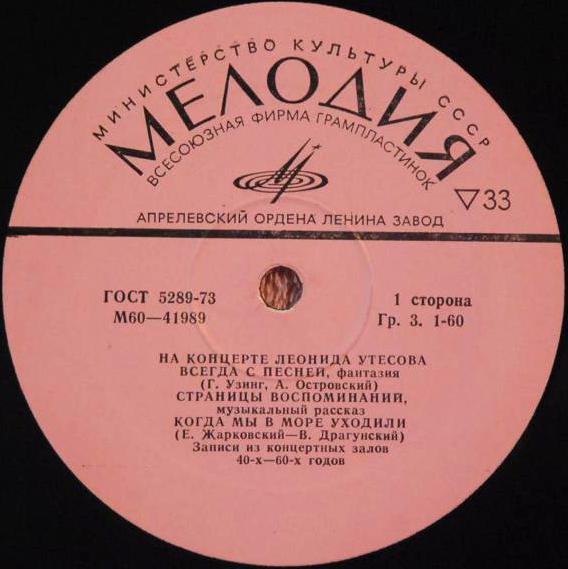 МИНИСТЕРСТВО КУЛЬТУРЫ СССР
МЕЛОДИЯ
ВСЕСОЮЗНАЯ ФИРМА ГРАМПЛАСТИНОК
▽33
АПРЕЛЕВСКИЙ ОРДЕНА ЛЕНИНА ЗАВОД
ГОСТ 5289-73
М60—41989
1 сторона
Гр. 3. 1-60
НА КОНЦЕРТЕ ЛЕОНИДА УТЕСОВА
ВСЕГДА С ПЕСНЕЙ, фантазия
(Г. Узинг, А. Островский)
СТРАНИЦЫ ВОСПОМИНАНИЙ,
музыкальный рассказ
КОГДА МЫ В МОРЕ УХОДИЛИ
(Е. Жарковский—В. Драгунский)
Записи из концертных залов
40-х—60-х годов